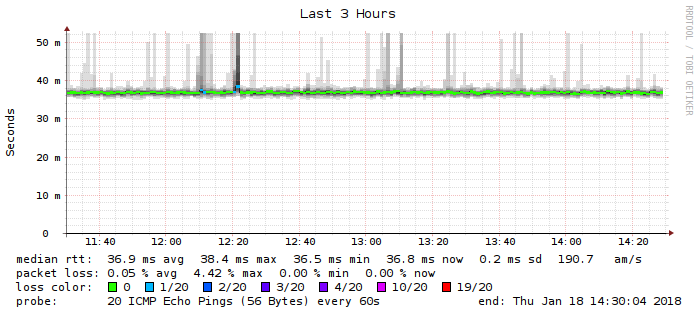 Last 3 Hours
RRDTOOL / TOBI OETIKER
Seconds
50 m
40 m
30 m
20 m
10 m
0
11:40 12:00 12:20 12:40 13:00 13:20 13:40 14:00 14:20
median rtt: 36.9 ms avg 38.4 ms max 36.5 ms min 36.8 ms now 0.2 ms sd 190.7 am/s
packet loss: 0.05 % avg 4.42 % max 0.00 % min 0.00 % now
loss color: 0 1/20 2/20 3/20 4/20 10/20 19/20
probe: 20 ICMP Echo Pings (56 Bytes) every 60s end: Thu Jan 18 14:30:04 2018